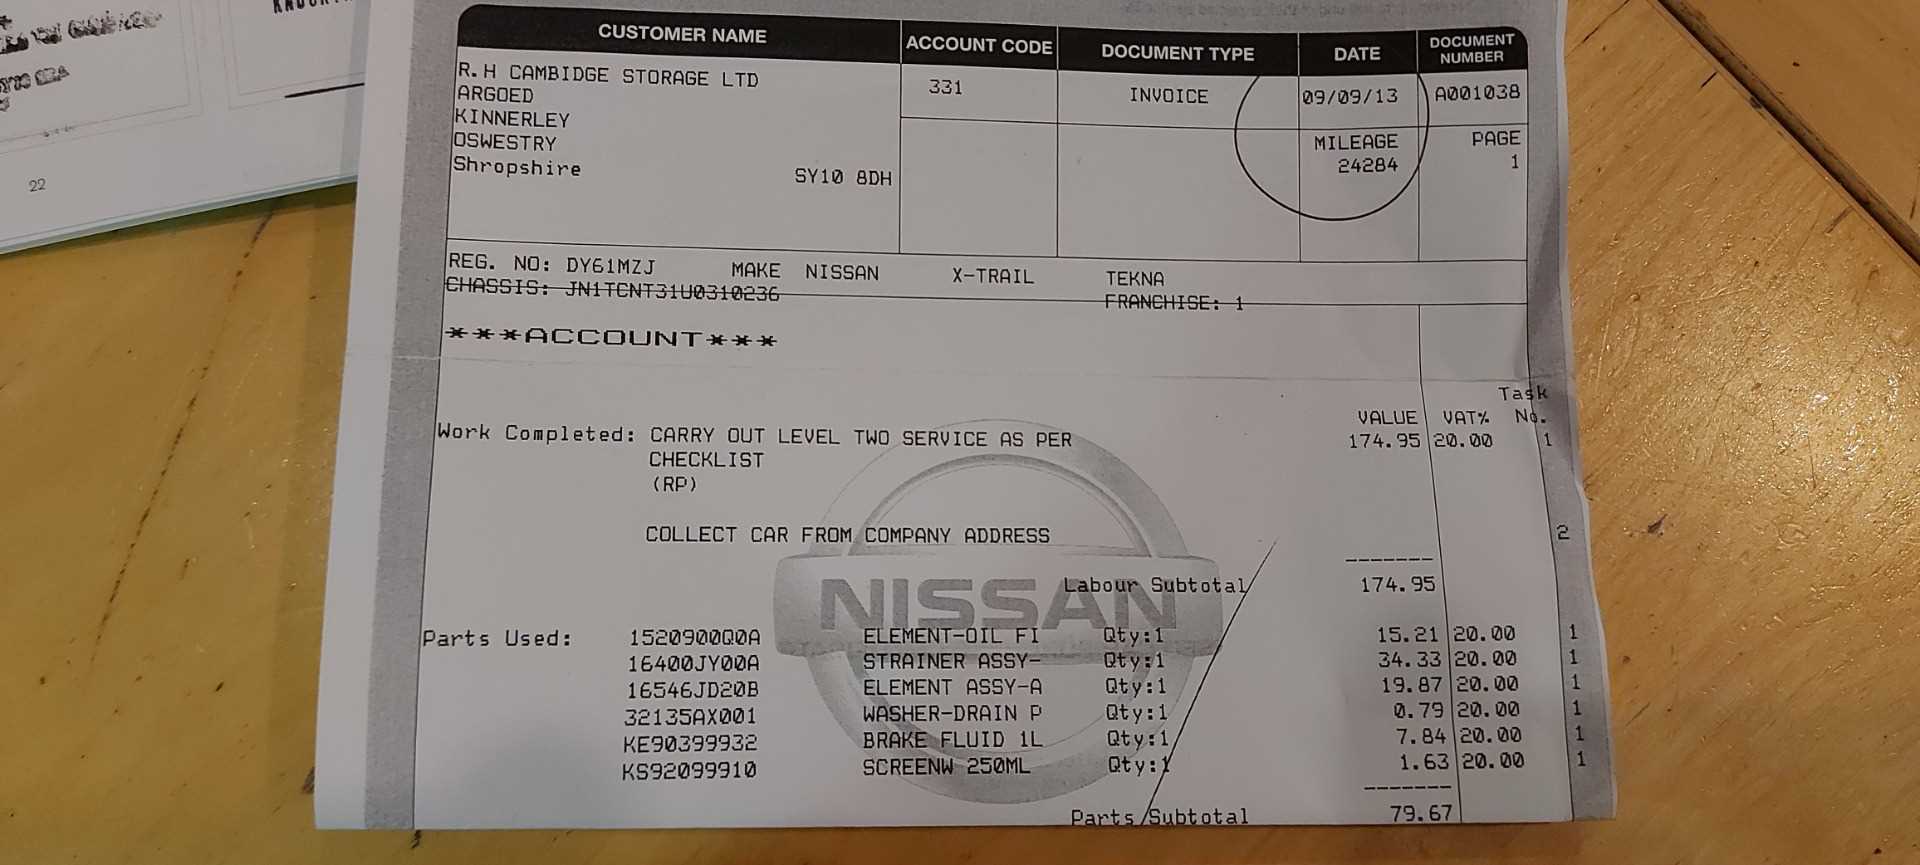 22
CUSTOMER NAME ACCOUNT CODE DOCUMENT TYPE DATE DOCUMENT NUMBER
R.H CAMBIDGE STORAGE LTD 331 INVOICE 09/09/13 A001038
ARGOED
KINNERLEY
OSWESTRY MILEAGE PAGE
Shropshire SY10 8DH 24284 1
REG. NO: DY61MZJ MAKE NISSAN X-TRAIL TEKNA
CHASSIS: JN1TCNT31U0310236 FRANCHISE: 1
***ACCOUNT***
Task
VALUE VAT% No.
Work Completed: CARRY OUT LEVEL TWO SERVICE AS PER 174.95 20.00 1
CHECKLIST
(RP)
COLLECT CAR FROM COMPANY ADDRESS 2
-------
Labour Subtotal 174.95
NISSAN
Parts Used: 1520900Q0A ELEMENT-OIL FI Qty:1 15.21 20.00 1
16400JY00A STRAINER ASSY- Qty:1 34.33 20.00 1
16546JD20B ELEMENT ASSY-A Qty:1 19.87 20.00 1
32135AX001 WASHER-DRAIN P Qty:1 0.79 20.00 1
KE90399932 BRAKE FLUID 1L Qty:1 7.84 20.00 1
KS92099910 SCREENW 250ML Qty:1 1.63 20.00 1
-------
Parts Subtotal 79.67